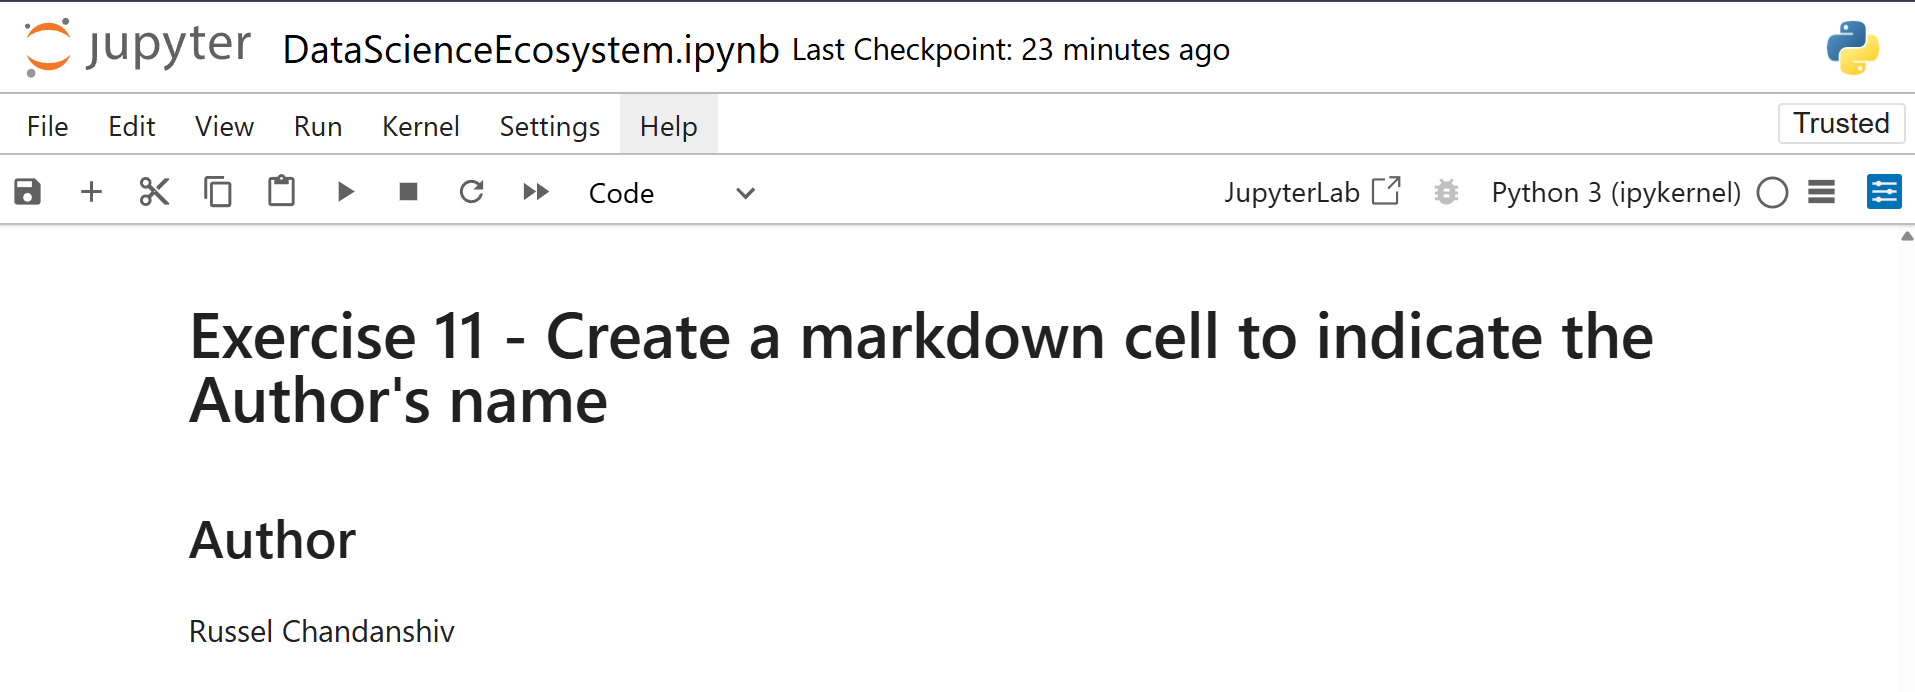 jupyter DataScienceEcosystem.ipynb Last Checkpoint: 23 minutes ago
File Edit View Run Kernel Settings Help Trusted
Code JupyterLab Python 3 (ipykernel)
Exercise 11 - Create a markdown cell to indicate the
Author's name
Author
Russel Chandanshiv